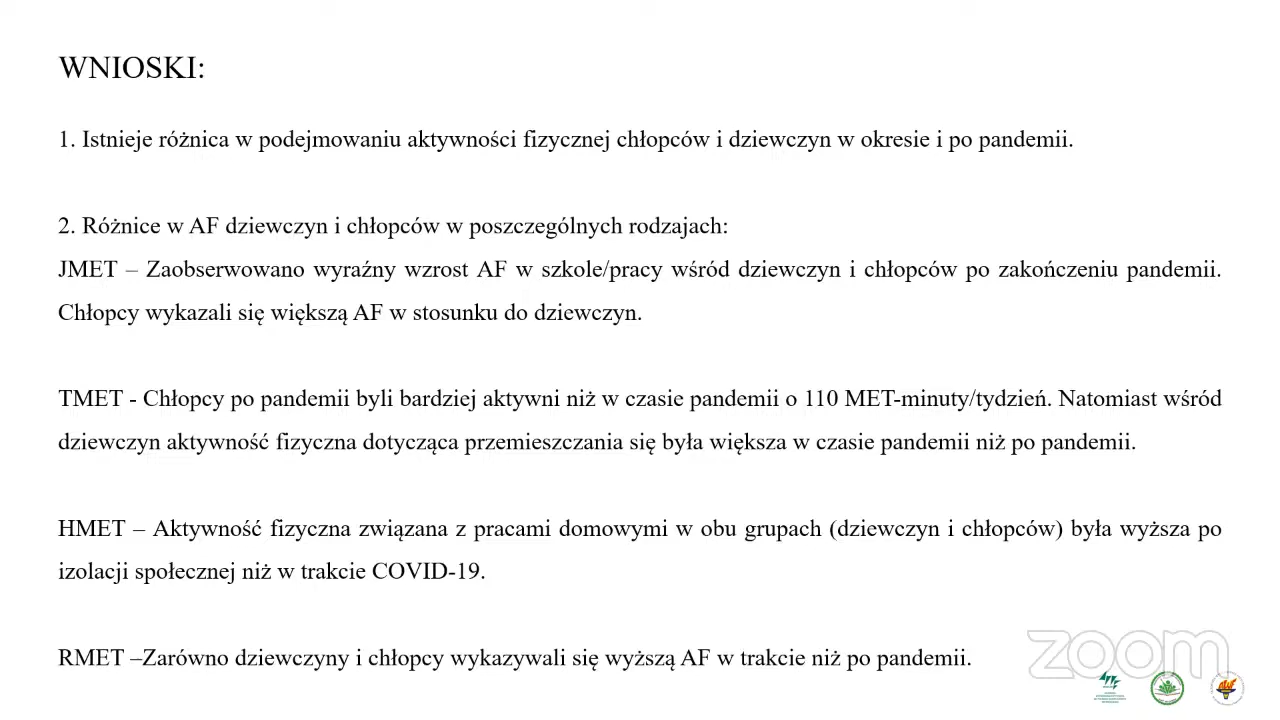 WNIOSKI:
1. Istnieje różnica w podejmowaniu aktywności fizycznej chłopców i dziewczyn w okresie i po pandemii.
2. Różnice w AF dziewczyn i chłopców w poszczególnych rodzajach:
JMET – Zaobserwowano wyraźny wzrost AF w szkole/pracy wśród dziewczyn i chłopców po zakończeniu pandemii.
Chłopcy wykazali się większą AF w stosunku do dziewczyn.
TMET - Chłopcy po pandemii byli bardziej aktywni niż w czasie pandemii o 110 MET-minuty/tydzień. Natomiast wśród
dziewczyn aktywność fizyczna dotycząca przemieszczania się była większa w czasie pandemii niż po pandemii.
HMET – Aktywność fizyczna związana z pracami domowymi w obu grupach (dziewczyn i chłopców) była wyższa po
izolacji społecznej niż w trakcie COVID-19.
RMET –Zarówno dziewczyny i chłopcy wykazywali się wyższą AF w trakcie niż po pandemii.
zoom